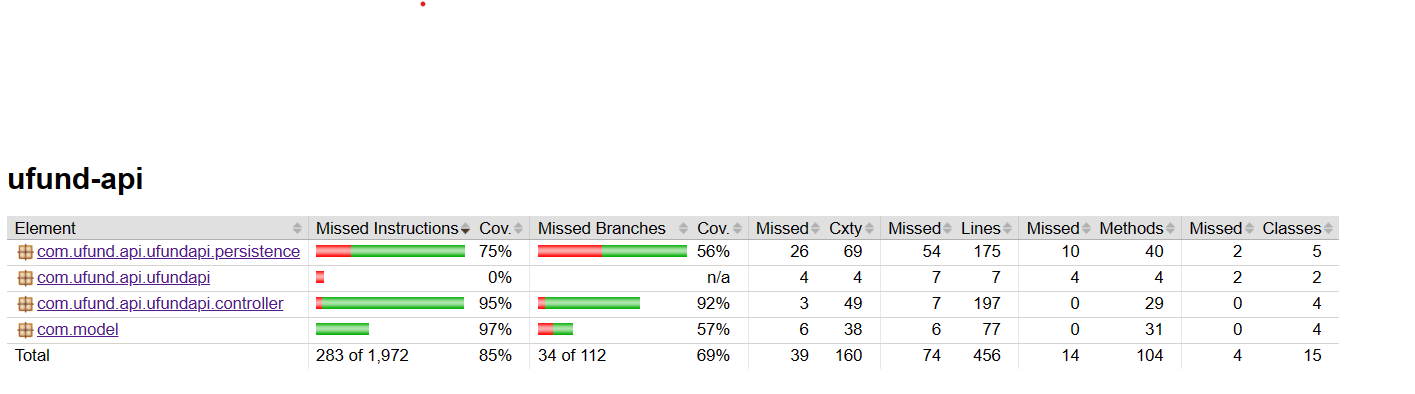 ufund-api
Element Missed Instructions Cov. Missed Branches Cov. Missed Cxty Missed Lines Missed Methods Missed Classes
com.ufund.api.ufundapi.persistence 75% 56% 26 69 54 175 10 40 2 5
com.ufund.api.ufundapi 0% n/a 4 4 7 7 4 4 2 2
com.ufund.api.ufundapi.controller 95% 92% 3 49 7 197 0 29 0 4
com.model 97% 57% 6 38 6 77 0 31 0 4
Total 283 of 1,972 85% 34 of 112 69% 39 160 74 456 14 104 4 15